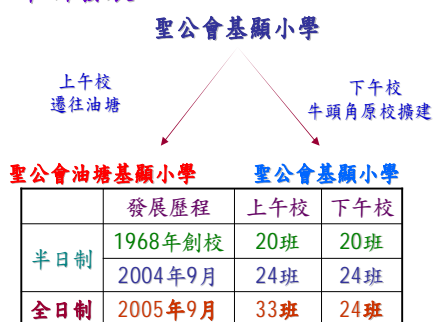 聖公會基顯小學
上午校
遷往油塘
下午校
牛頭角原校擴建
聖公會油塘基顯小學 聖公會基顯小學
發展歷程 上午校 下午校
半日制 1968年創校 20班 20班
2004年9月 24班 24班
全日制 2005年9月 33班 24班